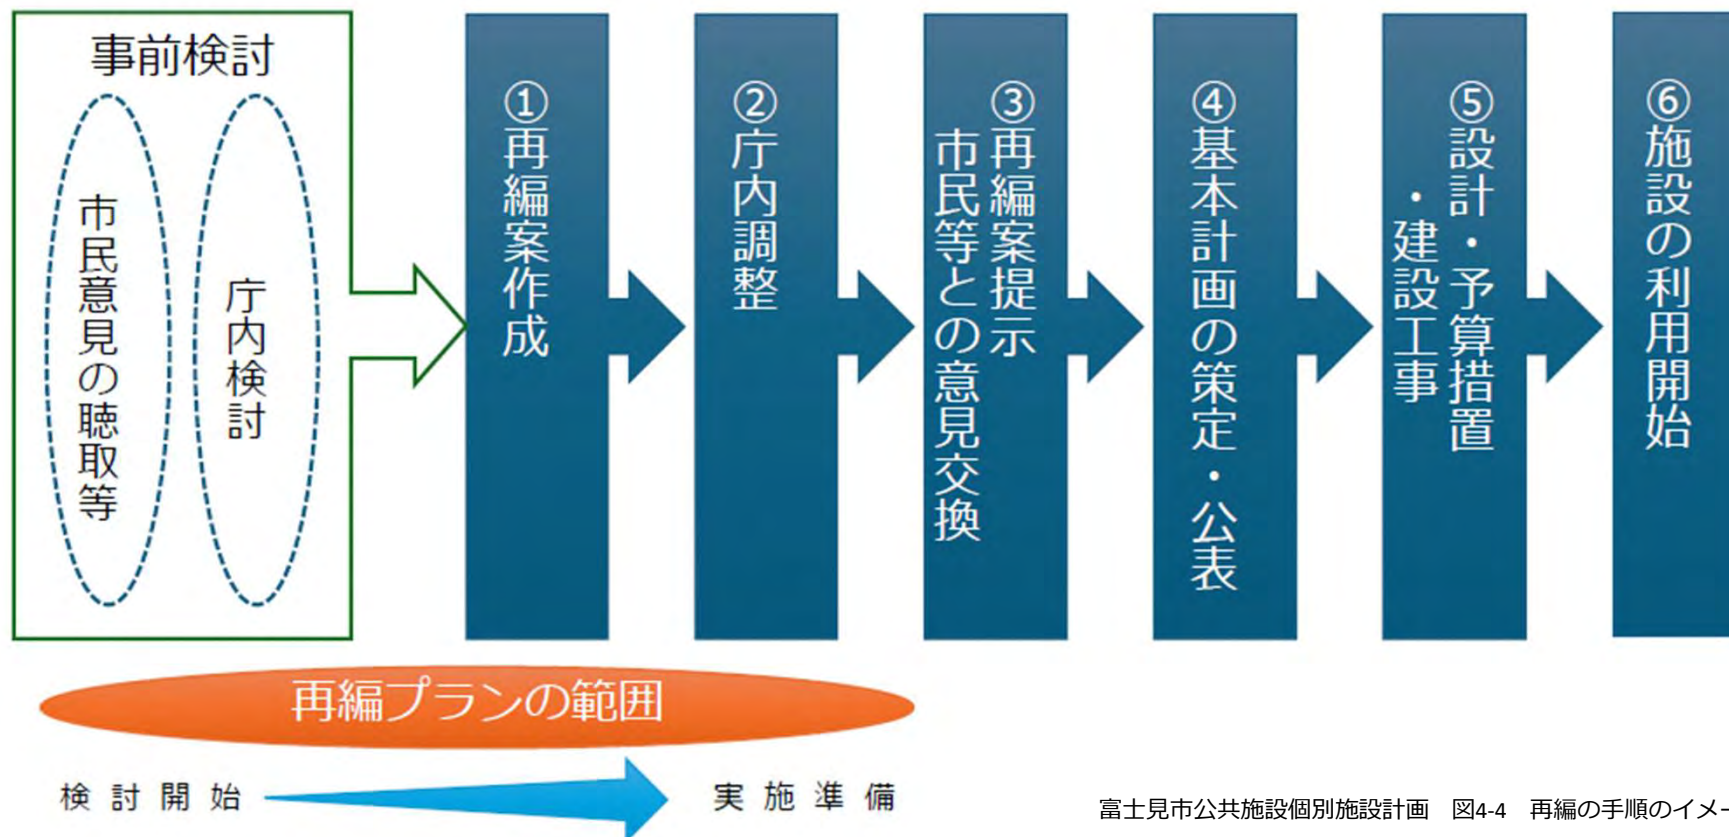 事前検討
市民意見の聴取等
庁内検討
①再編案作成
②庁内調整
③再編案提示
市民等との意見交換
④基本計画の策定・公表
⑤設計・予算措置
・建設工事
⑥施設の利用開始
再編プランの範囲
検討開始
実施準備
富士見市公共施設個別施設計画 図4-4 再編の手順のイメー